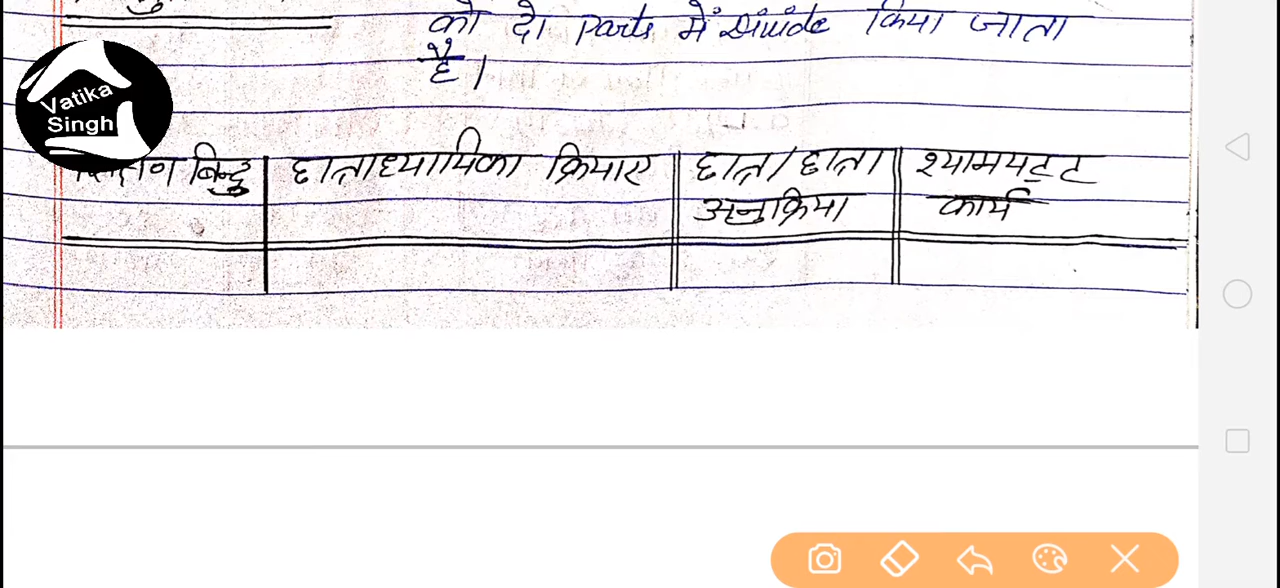 को दो Parts में Divide किया जाता
है।
Vatika
Singh
बिन्दु
छात्राध्यापिका क्रियाए
छात्र/छात्रा
श्यामपट्ट
अनुक्रिया
कार्य